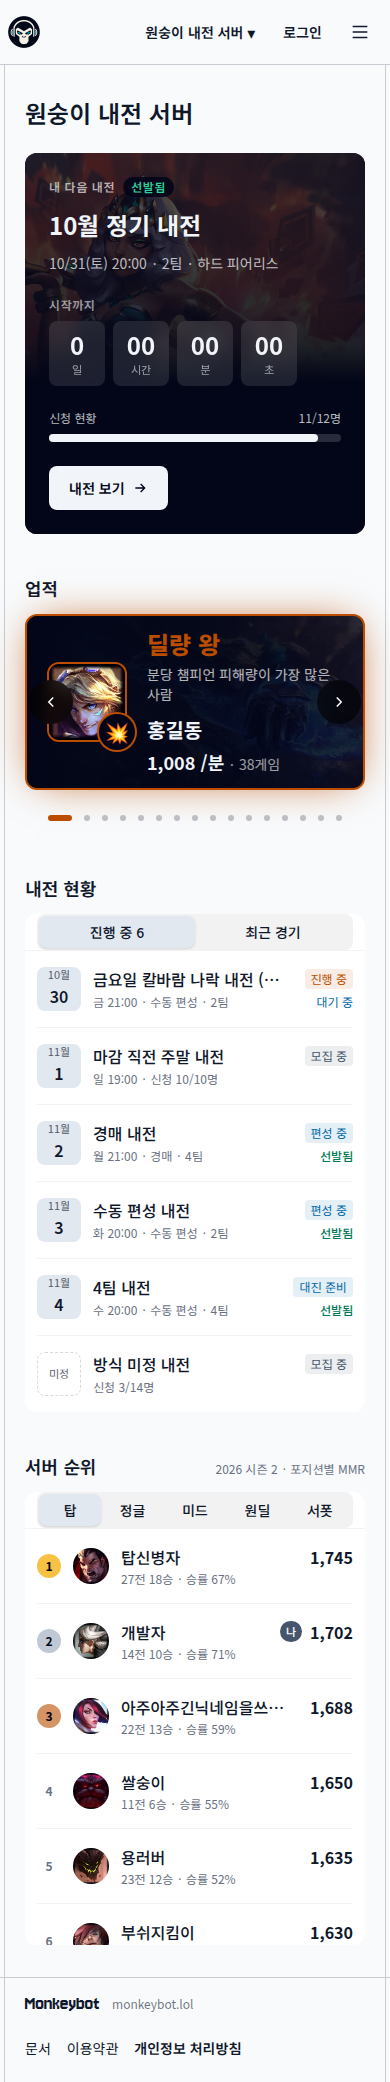 원숭이 내전 서버 ▾
로그인
원숭이 내전 서버
내 다음 내전 선발됨
10월 정기 내전
10/31(토) 20:00 · 2팀 · 하드 피어리스
시작까지
0 00 00 00
일 시간 분 초
신청 현황 11/12명
내전 보기 →
업적
딜량 왕
분당 챔피언 피해량이 가장 많은
사람
홍길동
1,008 /분 · 38게임
내전 현황
진행 중 6 최근 경기
10월
30
금요일 칼바람 나락 내전 (… 진행 중
금 21:00 · 수동 편성 · 2팀 대기 중
11월
1
마감 직전 주말 내전 모집 중
일 19:00 · 신청 10/10명
11월
2
경매 내전 편성 중
월 21:00 · 경매 · 4팀 선발됨
11월
3
수동 편성 내전 편성 중
화 20:00 · 수동 편성 · 2팀 선발됨
11월
4
4팀 내전 대진 준비
수 20:00 · 수동 편성 · 4팀 선발됨
미정
방식 미정 내전 모집 중
신청 3/14명
서버 순위 2026 시즌 2 · 포지션별 MMR
탑 정글 미드 원딜 서폿
1 탑신병자 1,745
27전 18승 · 승률 67%
2 개발자 나 1,702
14전 10승 · 승률 71%
3 아주아주긴닉네임을쓰… 1,688
22전 13승 · 승률 59%
4 쌀숭이 1,650
11전 6승 · 승률 55%
5 용러버 1,635
23전 12승 · 승률 52%
6 부쉬지킴이 1,630
Monkeybot monkeybot.lol
문서 이용약관 개인정보 처리방침